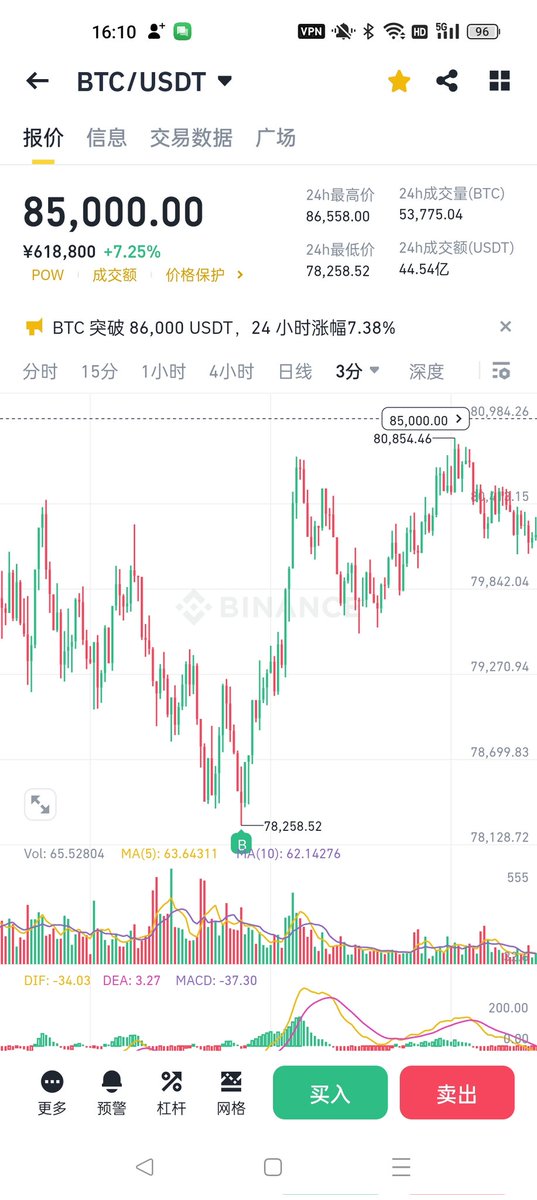 16:10 VPN HD 5G 96
BTC/USDT
报价 信息 交易数据 广场
85,000.00
¥618,800 +7.25%
POW 成交额 价格保护
24h最高价 24h成交量(BTC)
86,558.00 53,775.04
24h最低价 24h成交额(USDT)
78,258.52 44.54亿
BTC 突破 86,000 USDT，24 小时涨幅7.38%
分时 15分 1小时 4小时 日线 3分 深度
80,984.26
85,000.00
80,854.46
79,842.04
BINANCE
79,270.94
78,699.83
78,258.52
B
78,128.72
Vol: 65.52804 MA(5): 63.64311 MA(10): 62.14276
555
DIF: -34.03 DEA: 3.27 MACD: -37.30
200.00
0.00
更多 预警 杠杆 网格 买入 卖出